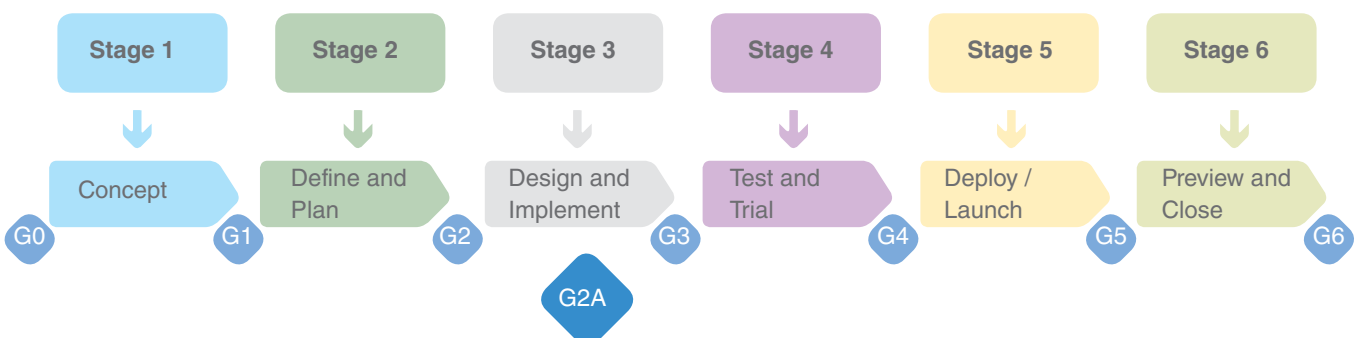 Stage 1
Stage 2
Stage 3
Stage 4
Stage 5
Stage 6
Concept
Define and
Plan
Design and
Implement
Test and
Trial
Deploy /
Launch
Preview and
Close
G0
G1
G2
G3
G4
G5
G6
G2A